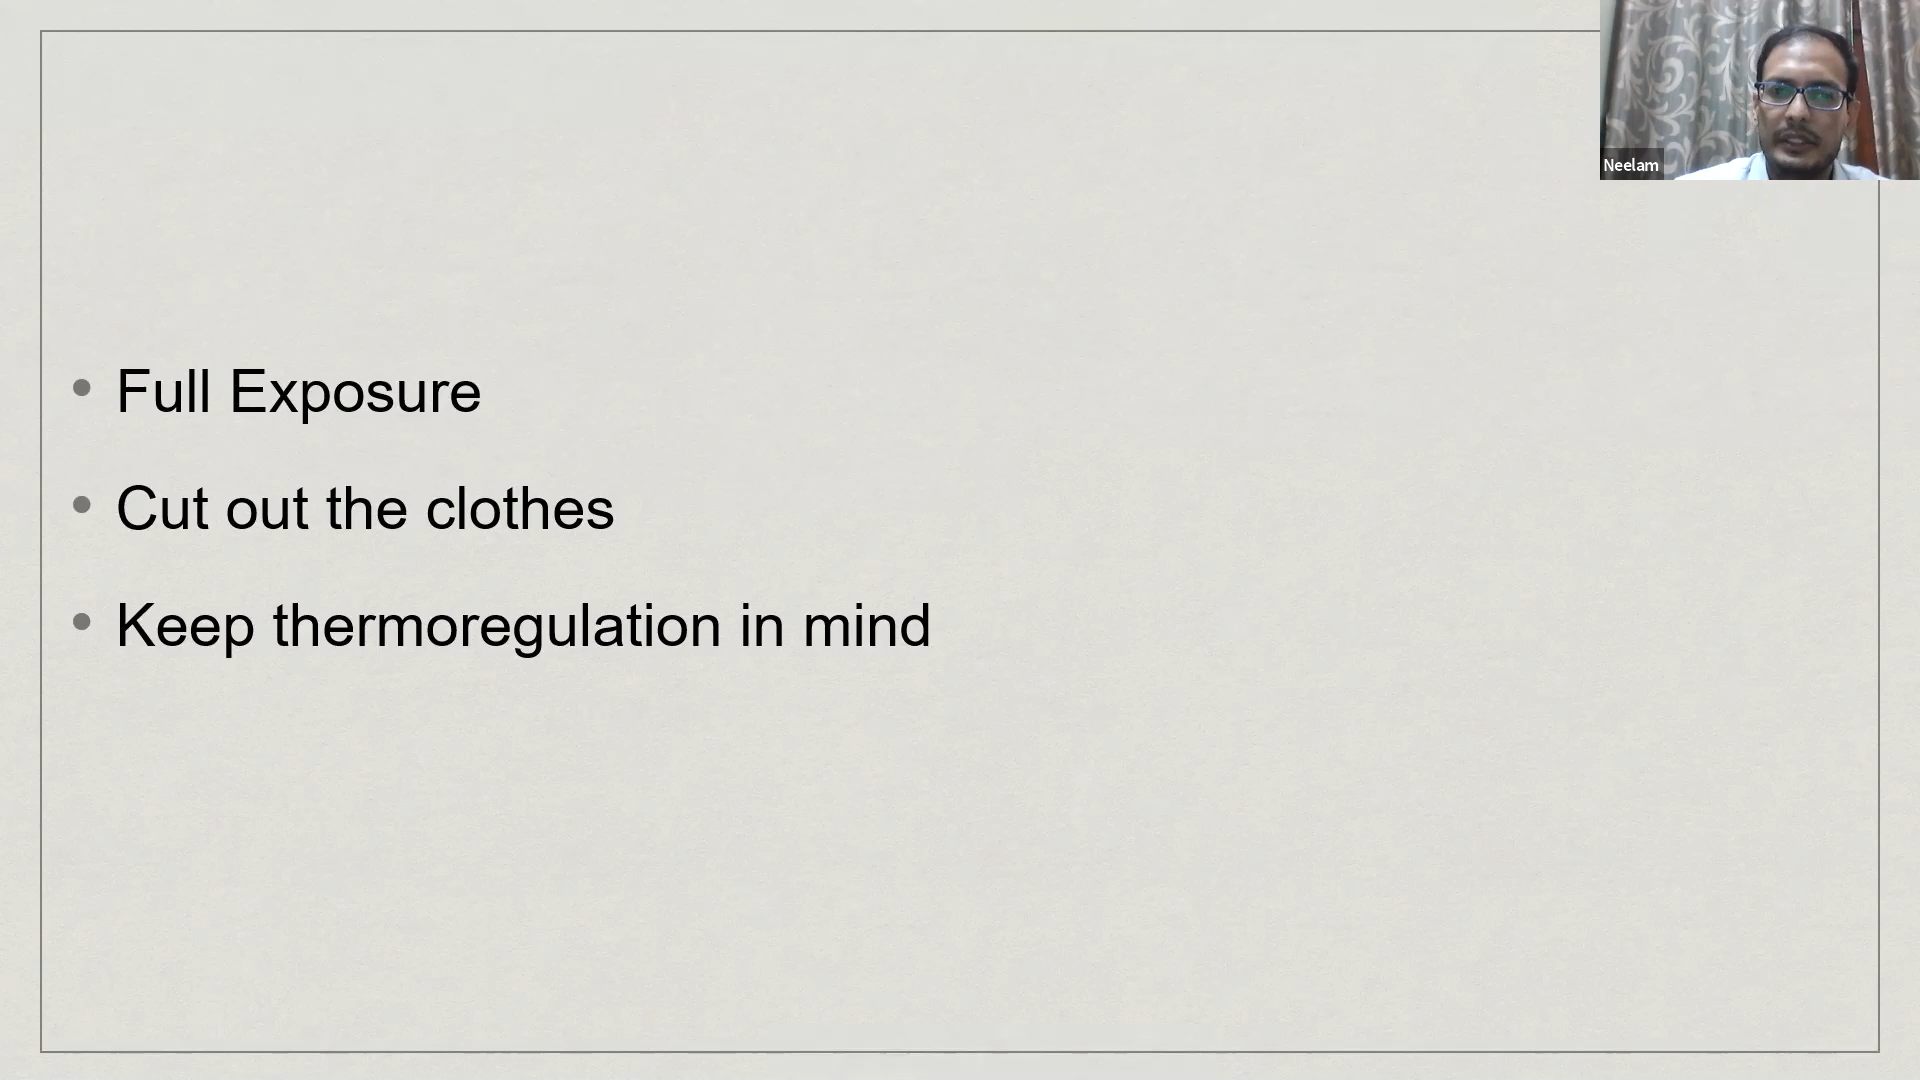 Neelam
• Full Exposure
• Cut out the clothes
• Keep thermoregulation in mind